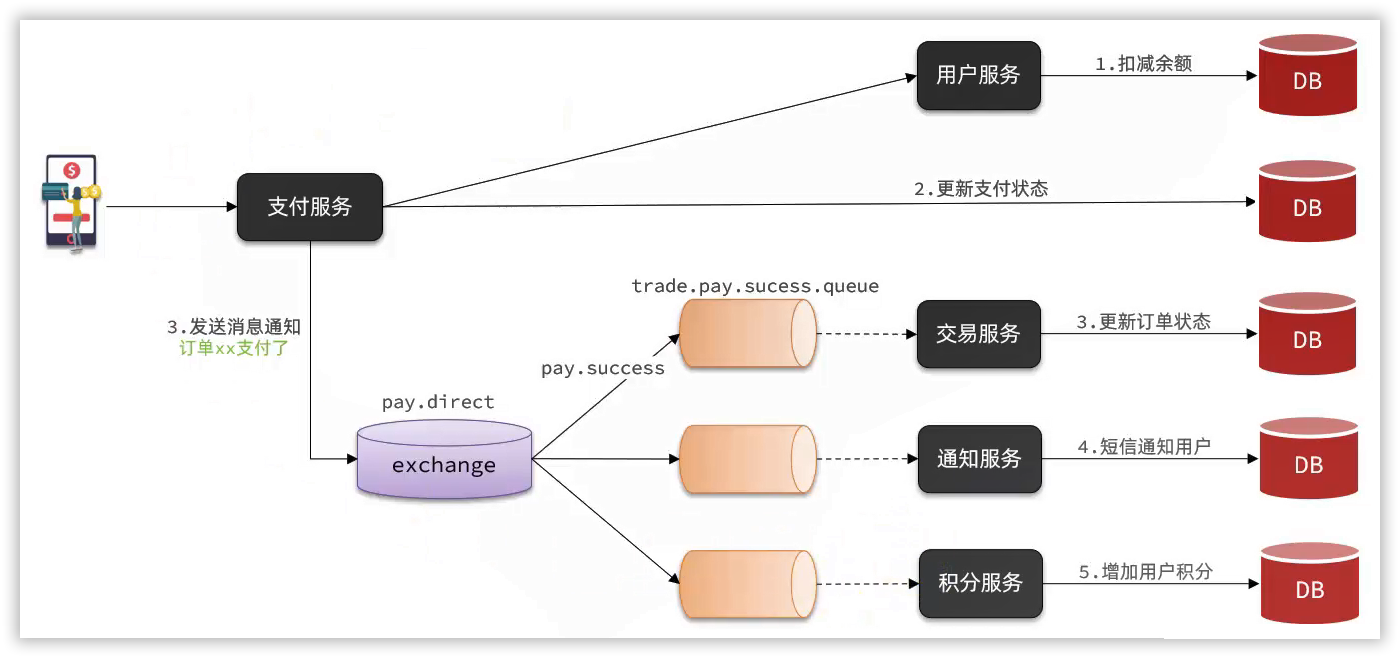 用户服务
1.扣减余额
DB
支付服务
2.更新支付状态
DB
3.发送消息通知
订单xx支付了
trade.pay.sucess.queue
pay.success
交易服务
3.更新订单状态
DB
pay.direct
exchange
通知服务
4.短信通知用户
DB
积分服务
5.增加用户积分
DB